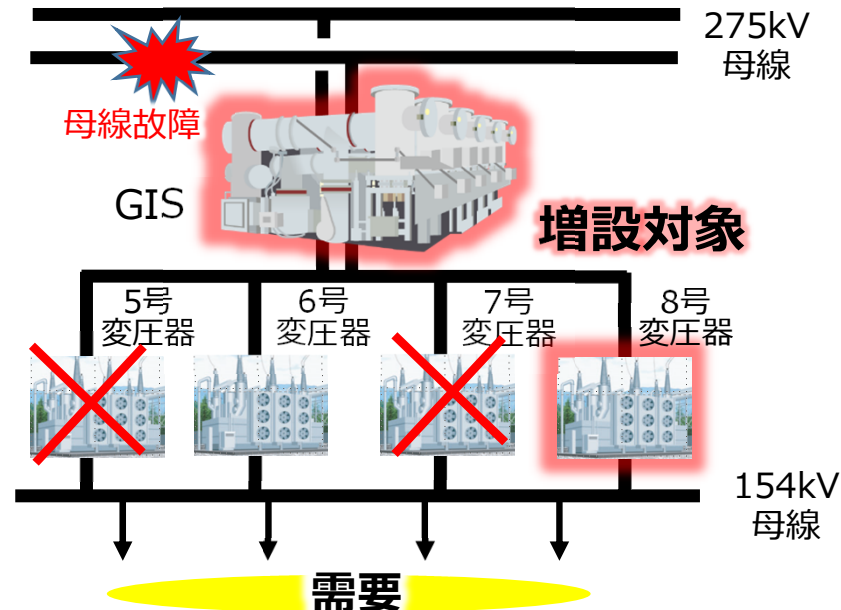 275kV
母線
母線故障
GIS
増設対象
5号
変圧器
6号
変圧器
7号
変圧器
8号
変圧器
154kV
母線
需要